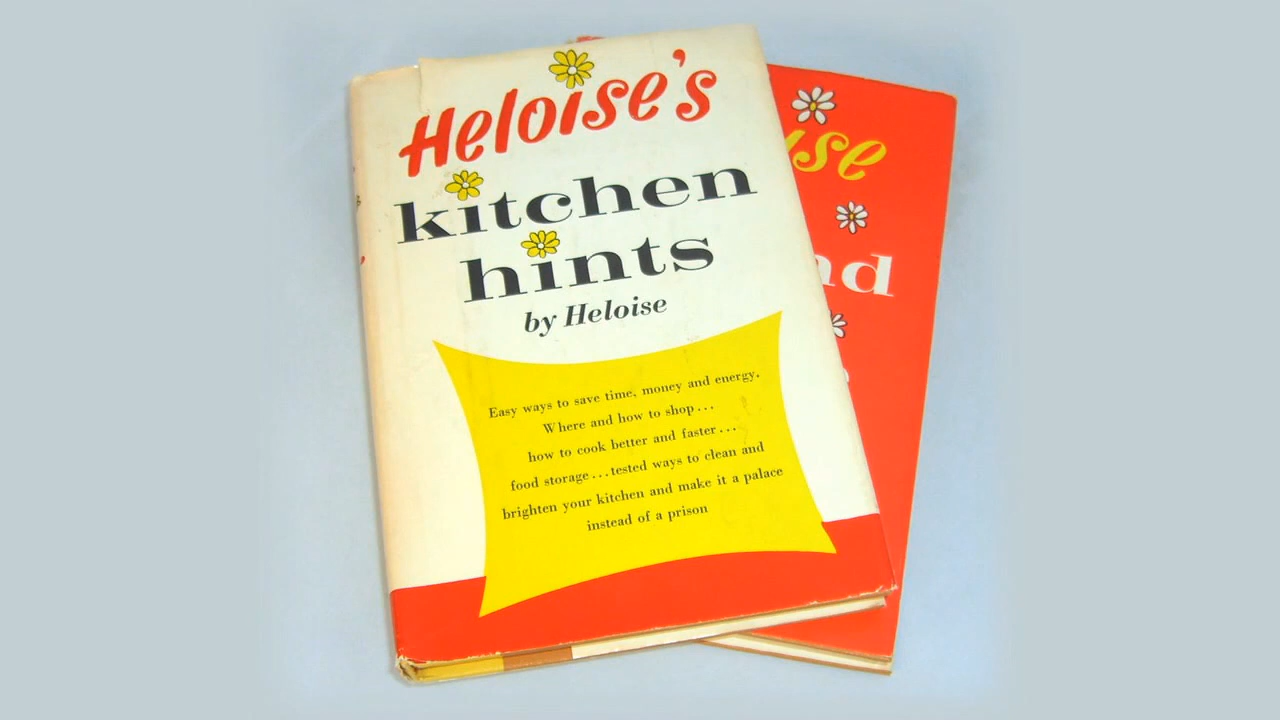 Heloise's
kitchen
hints
by Heloise
Easy ways to save time, money and energy.
Where and how to shop...
how to cook better and faster...
food storage...tested ways to clean and
brighten your kitchen and make it a palace
instead of a prison